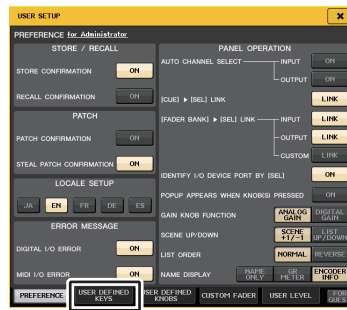 USER SETUP
PREFERENCE for Administrator
STORE / RECALL
STORE CONFIRMATION ON
RECALL CONFIRMATION ON
PATCH
PATCH CONFIRMATION ON
STEAL PATCH CONFIRMATION ON
LOCALE SETUP
JA EN FR DE ES
ERROR MESSAGE
DIGITAL I/O ERROR ON
MIDI I/O ERROR ON
PANEL OPERATION
AUTO CHANNEL SELECT INPUT ON
OUTPUT ON
[CUE] ▶ [SEL] LINK LINK
[FADER BANK] ▶ [SEL] LINK INPUT LINK
OUTPUT LINK
CUSTOM LINK
IDENTIFY I/O DEVICE PORT BY [SEL] ON
POPUP APPEARS WHEN KNOB(S) PRESSED ON
GAIN KNOB FUNCTION ANALOG GAIN DIGITAL GAIN
SCENE UP/DOWN SCENE +1/-1 LIST UP/DOWN
LIST ORDER NORMAL REVERSE
NAME DISPLAY NAME ONLY GR METER ENCODER INFO
PREFERENCE USER DEFINED KEYS USER DEFINED KNOBS CUSTOM FADER USER LEVEL FOR